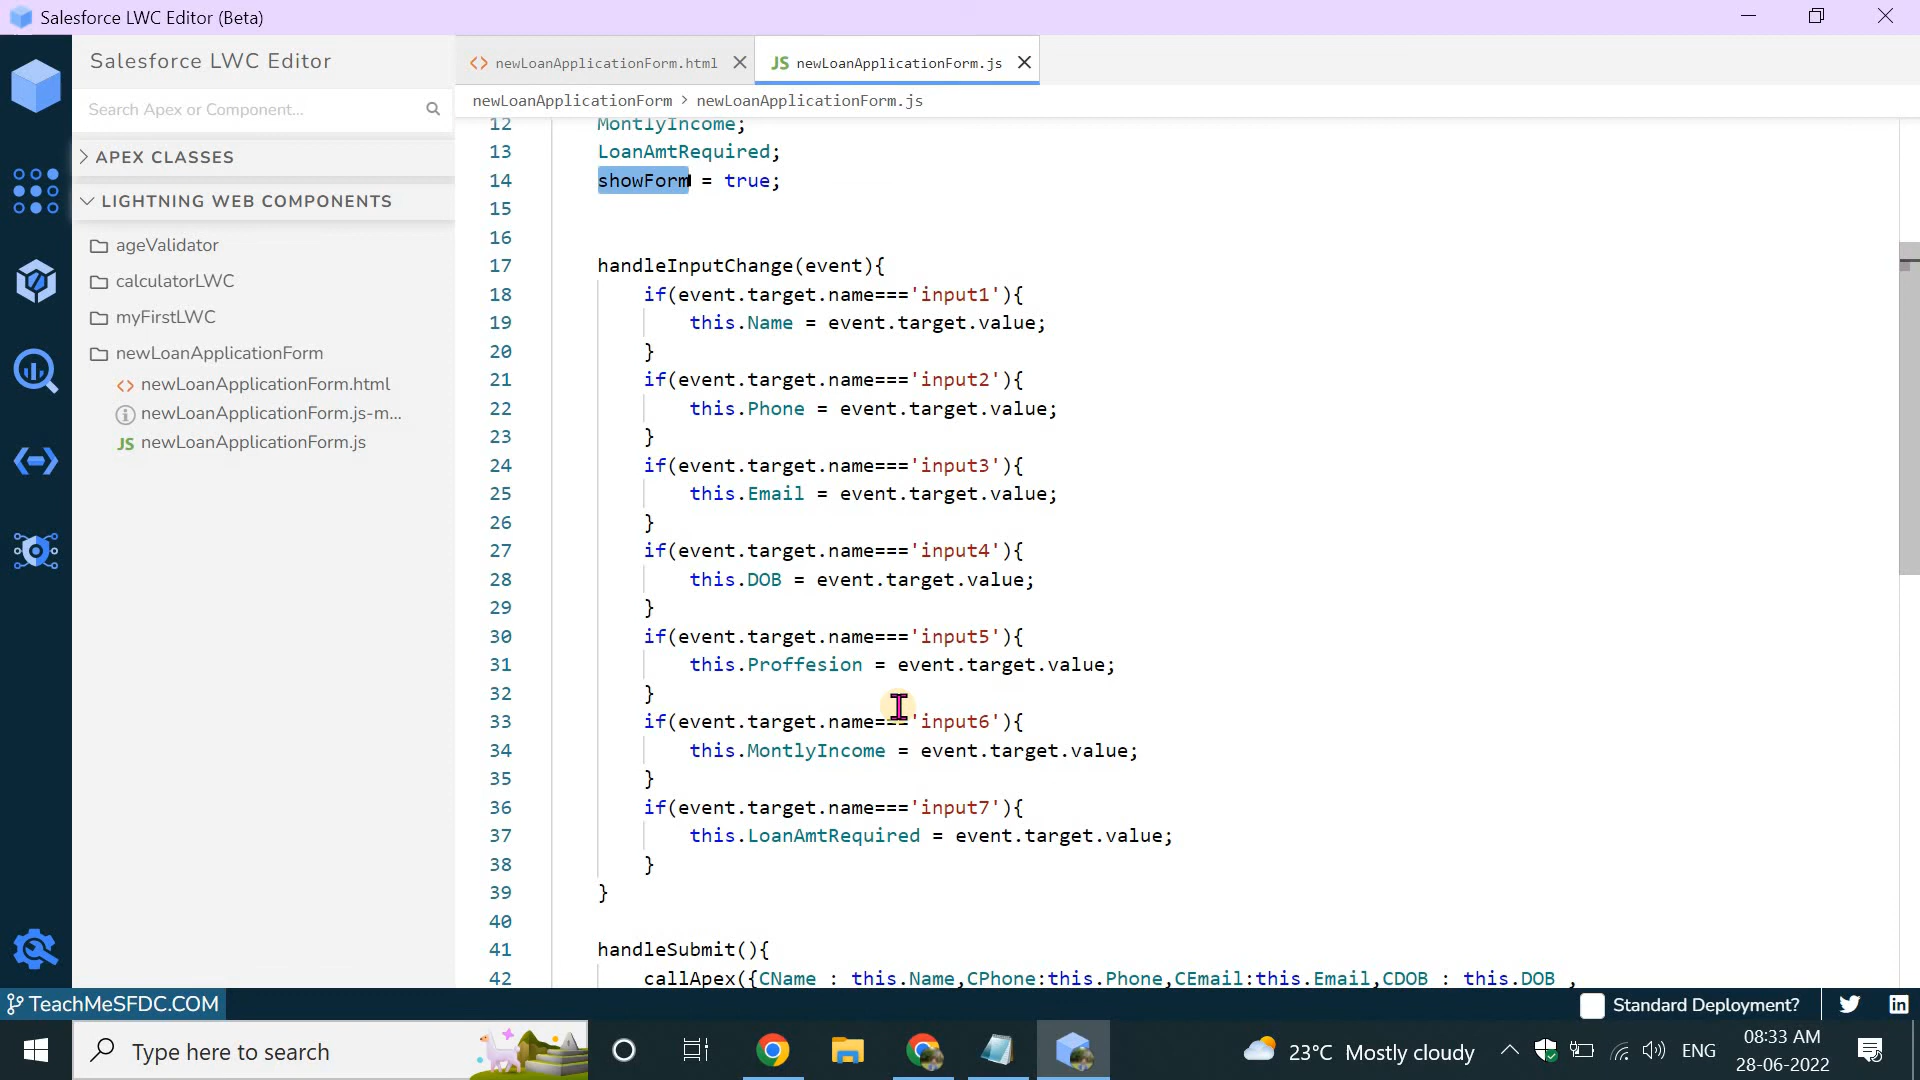 Salesforce LWC Editor (Beta)
Salesforce LWC Editor
Search Apex or Component...
APEX CLASSES
LIGHTNING WEB COMPONENTS
ageValidator
calculatorLWC
myFirstLWC
newLoanApplicationForm
newLoanApplicationForm.html
newLoanApplicationForm.js-m...
JS newLoanApplicationForm.js
newLoanApplicationForm.html
JS newLoanApplicationForm.js
newLoanApplicationForm > newLoanApplicationForm.js
12 MontlyIncome;
13 LoanAmtRequired;
14 showForm = true;
15
16
17 handleInputChange(event){
18 if(event.target.name==='input1'){
19 this.Name = event.target.value;
20 }
21 if(event.target.name==='input2'){
22 this.Phone = event.target.value;
23 }
24 if(event.target.name==='input3'){
25 this.Email = event.target.value;
26 }
27 if(event.target.name==='input4'){
28 this.DOB = event.target.value;
29 }
30 if(event.target.name==='input5'){
31 this.Proffesion = event.target.value;
32 }
33 if(event.target.name==='input6'){
34 this.MontlyIncome = event.target.value;
35 }
36 if(event.target.name==='input7'){
37 this.LoanAmtRequired = event.target.value;
38 }
39 }
40
41 handleSubmit(){
42 callApex({CName : this.Name,CPhone:this.Phone,CEmail:this.Email,CDOB : this.DOB ,
TeachMeSFDC.COM
Standard Deployment?
in
Type here to search
23°C Mostly cloudy
ENG
08:33 AM
28-06-2022